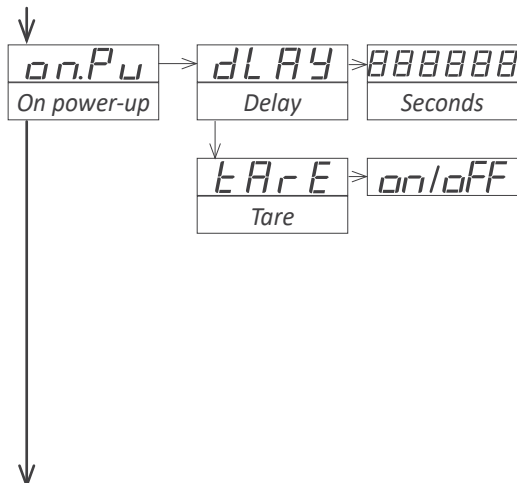 on.Pu
On power-up
dLAY
Delay
888888
Seconds
tArE
Tare
on/oFF